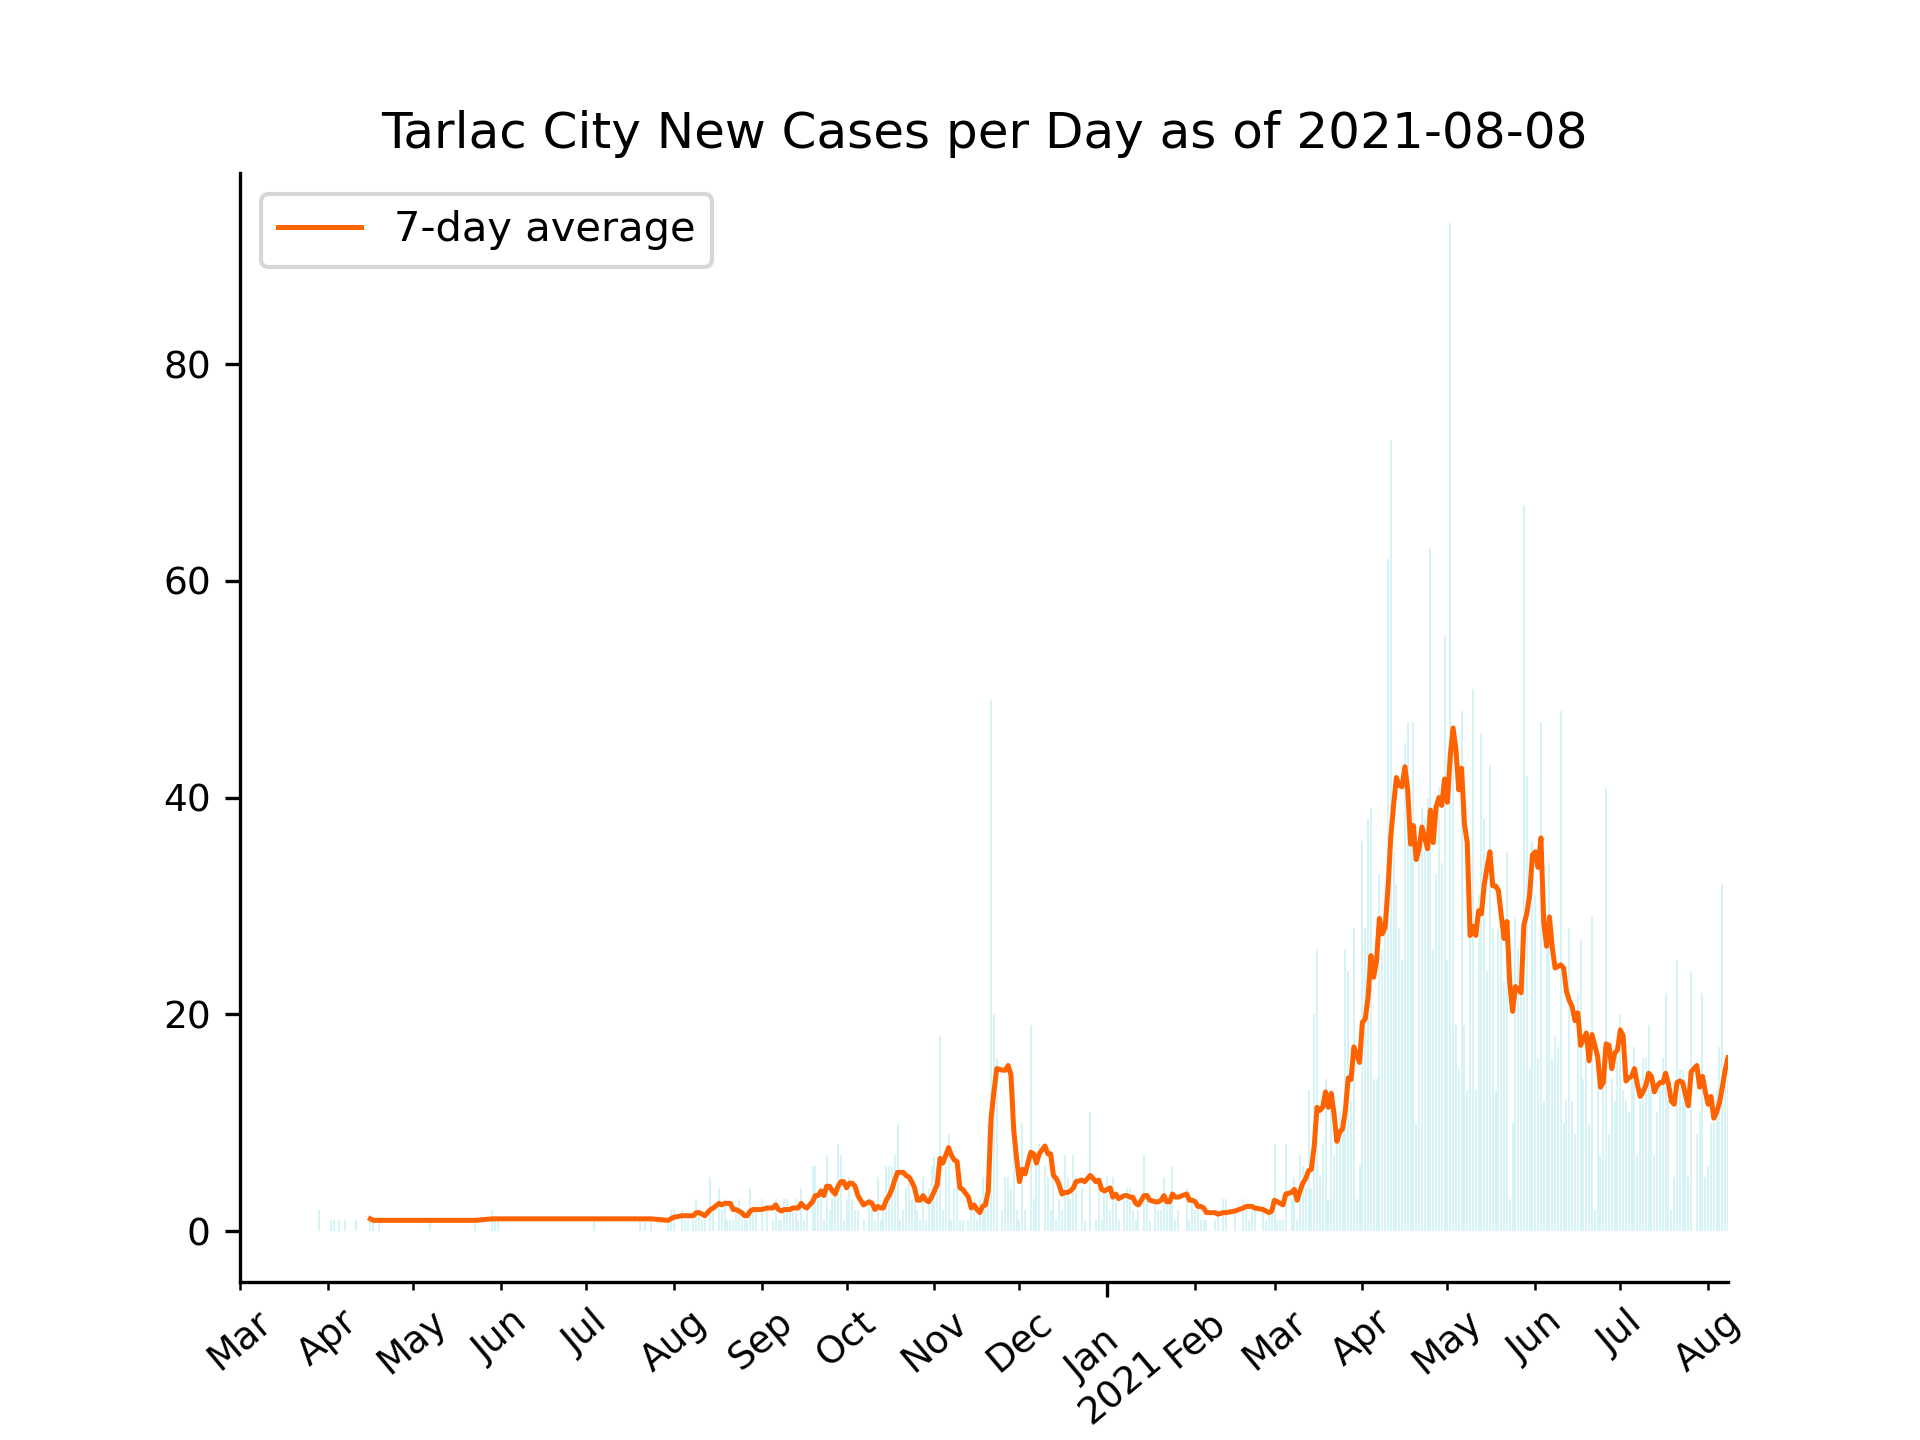 Tarlac City New Cases per Day as of 2021-08-08
7-day average
80
60
40
20
0
Mar Apr May Jun Jul Aug Sep Oct Nov Dec Jan Feb Mar Apr May Jun Jul Aug
2021